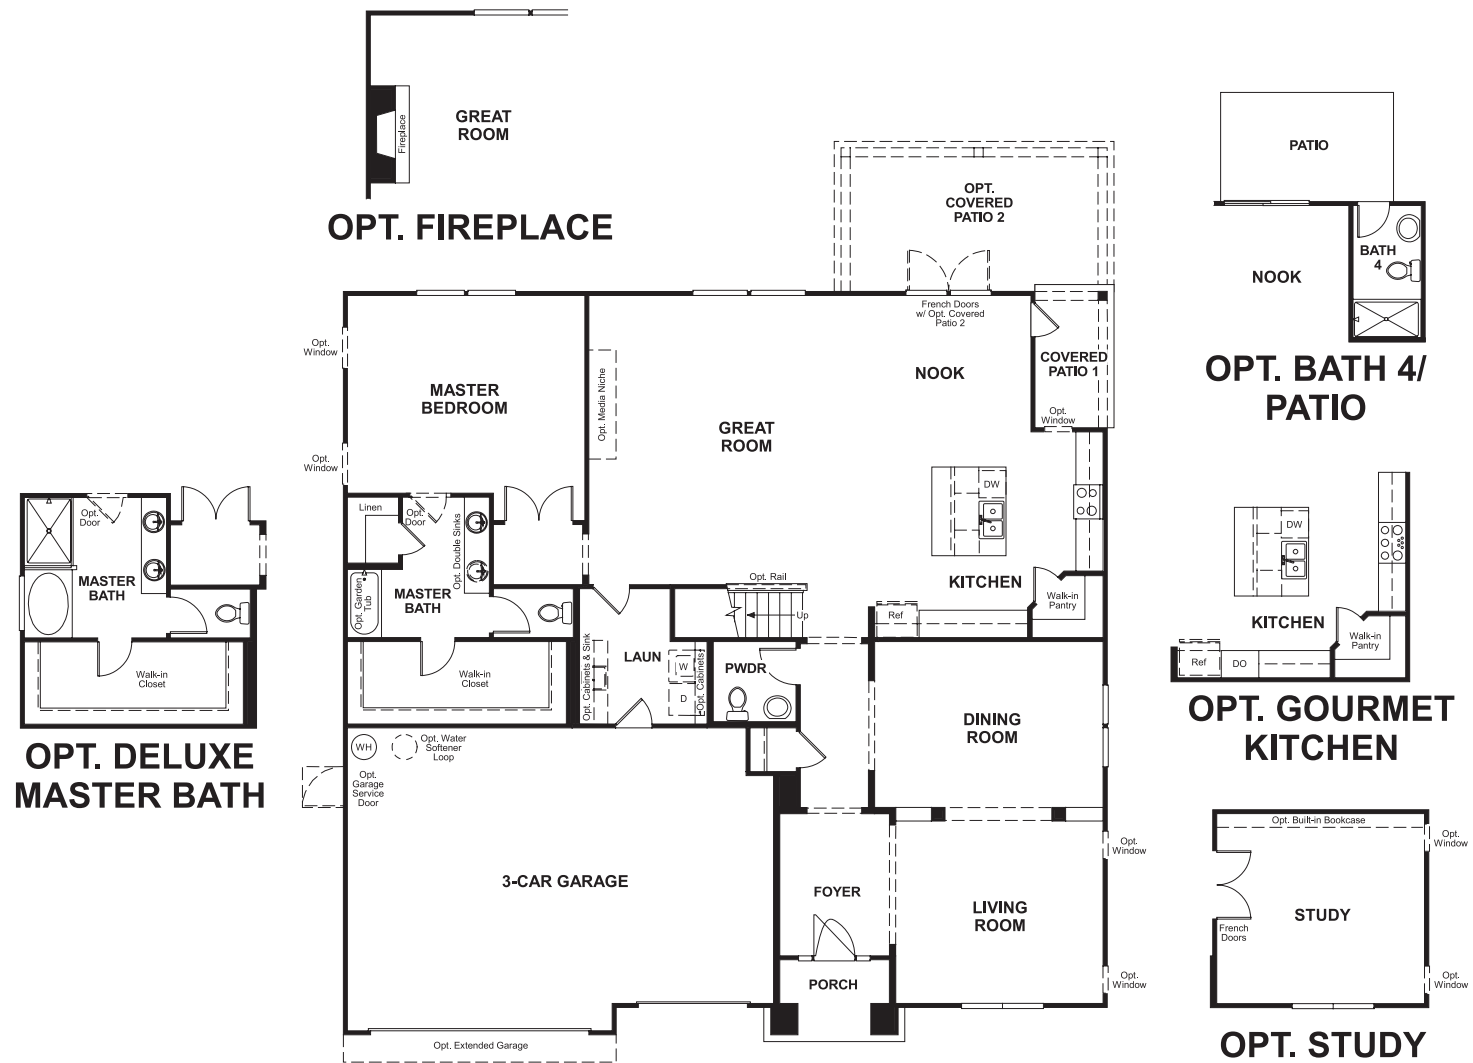 GREAT
ROOM
Fireplace
OPT. FIREPLACE
OPT.
COVERED
PATIO 2
French Doors
w/ Opt. Covered
Patio 2
PATIO
BATH
4
NOOK
OPT. BATH 4/
PATIO
Opt.
Window
Opt.
Window
MASTER
BEDROOM
Opt. Media Niche
GREAT
ROOM
NOOK
COVERED
PATIO 1
Opt.
Window
DW
KITCHEN
Walk-in
Pantry
Ref
Opt. Rail
Up
Linen
Opt.
Door
Opt. Double Sinks
Opt. Garden
Tub
MASTER
BATH
Walk-in
Closet
Opt. Cabinets & Sink
LAUN
W
D
Opt. Cabinets
PWDR
DINING
ROOM
WH
Opt. Water
Softener
Loop
Opt.
Garage
Service
Door
3-CAR GARAGE
FOYER
LIVING
ROOM
Opt.
Window
Opt.
Window
PORCH
Opt. Extended Garage
Opt.
Door
MASTER
BATH
Walk-in
Closet
OPT. DELUXE
MASTER BATH
DW
KITCHEN
Walk-in
Pantry
Ref
DO
OPT. GOURMET
KITCHEN
Opt. Built-in Bookcase
Opt.
Window
STUDY
French
Doors
Opt.
Window
OPT. STUDY